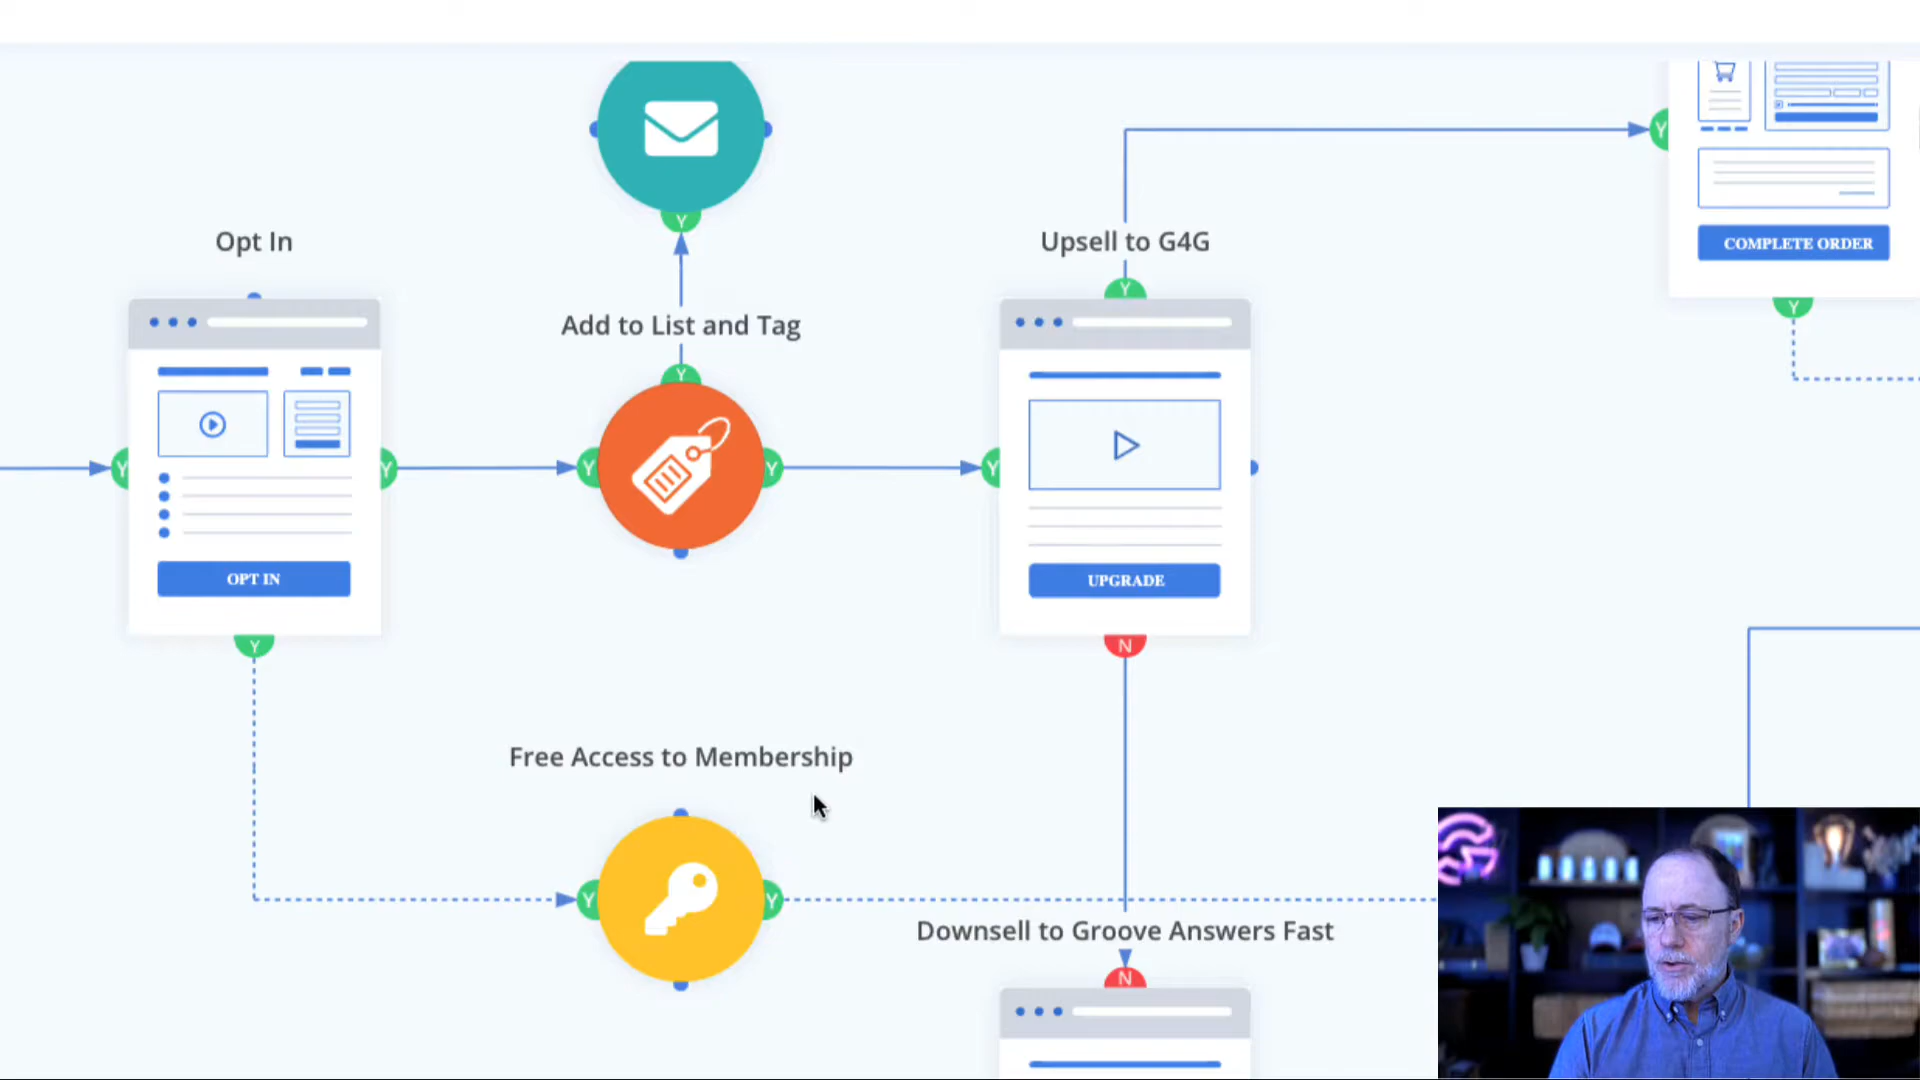 Y
COMPLETE ORDER
Y
Y
Opt In
Upsell to G4G
Y
Add to List and Tag
Y
Y
Y
Y
Y
Y
OPT IN
UPGRADE
Y
N
Free Access to Membership
Y
Y
Downsell to Groove Answers Fast
N